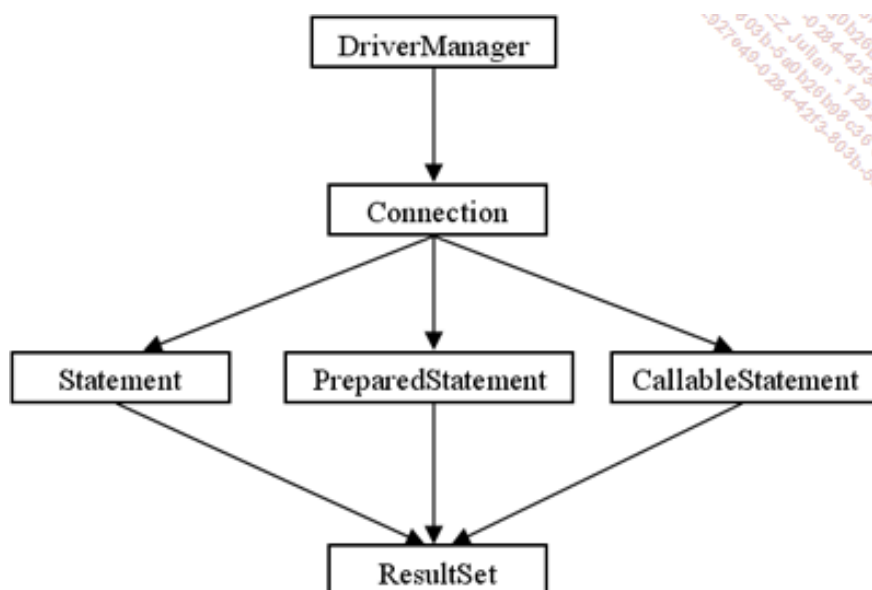 DriverManager
Connection
Statement
PreparedStatement
CallableStatement
ResultSet